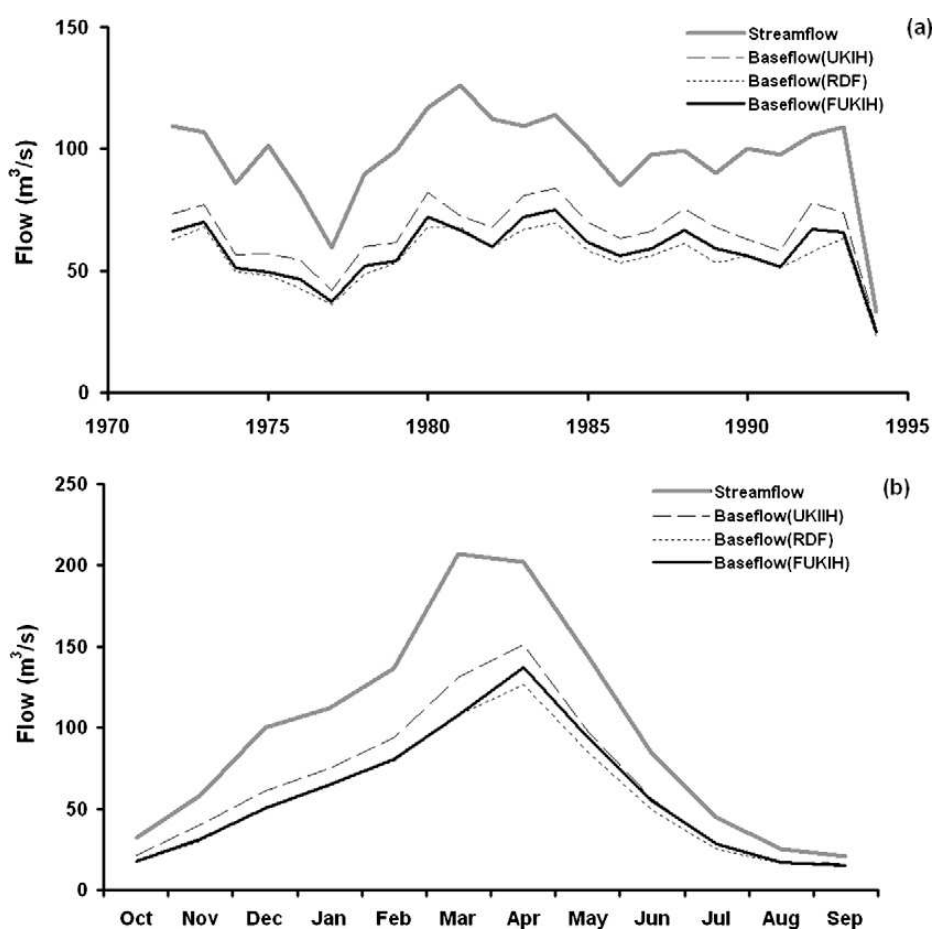 (a)
150
100
50
0
Flow (m³/s)
Streamflow
Baseflow(UKIH)
Baseflow(RDF)
Baseflow(FUKIH)
1970 1975 1980 1985 1990 1995
(b)
250
200
150
100
50
0
Flow (m³/s)
Streamflow
Baseflow(UKIIH)
Baseflow(RDF)
Baseflow(FUKIH)
Oct Nov Dec Jan Feb Mar Apr May Jun Jul Aug Sep